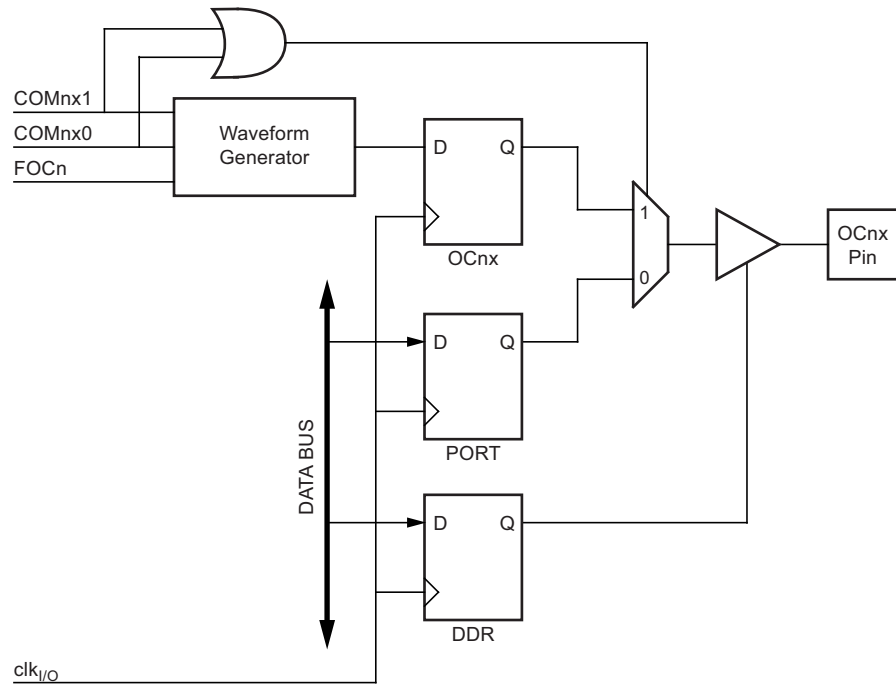 COMnx1
COMnx0
FOCn
Waveform
Generator
D
Q
OCnx
1
0
OCnx
Pin
D
Q
PORT
DATA BUS
D
Q
DDR
clkI/O